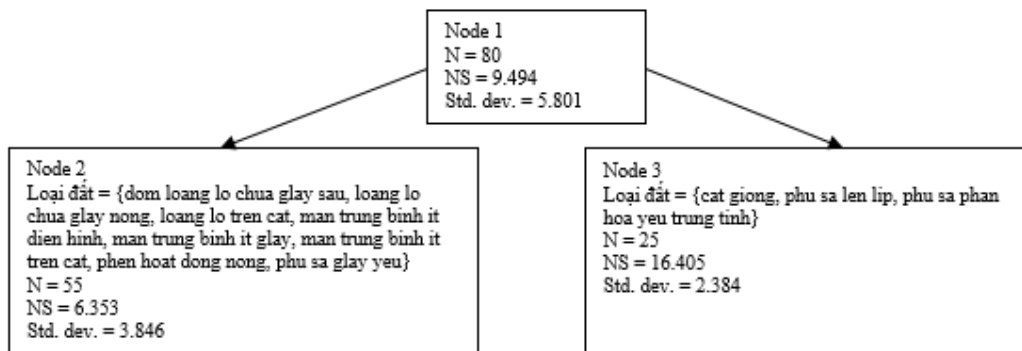 Node 1
N = 80
NS = 9.494
Std. dev. = 5.801
Node 2
Loại đất = {dom loang lo chua glay sau, loang lo
chua glay nong, loang lo tren cat, man trung binh it
dien hinh, man trung binh it glay, man trung binh it
tren cat, phen hoat dong nong, phu sa glay yeu}
N = 55
NS = 6.353
Std. dev. = 3.846
Node 3
Loại đất = {cat giong, phu sa len lip, phu sa phan
hoa yeu trung tinh}
N = 25
NS = 16.405
Std. dev. = 2.384